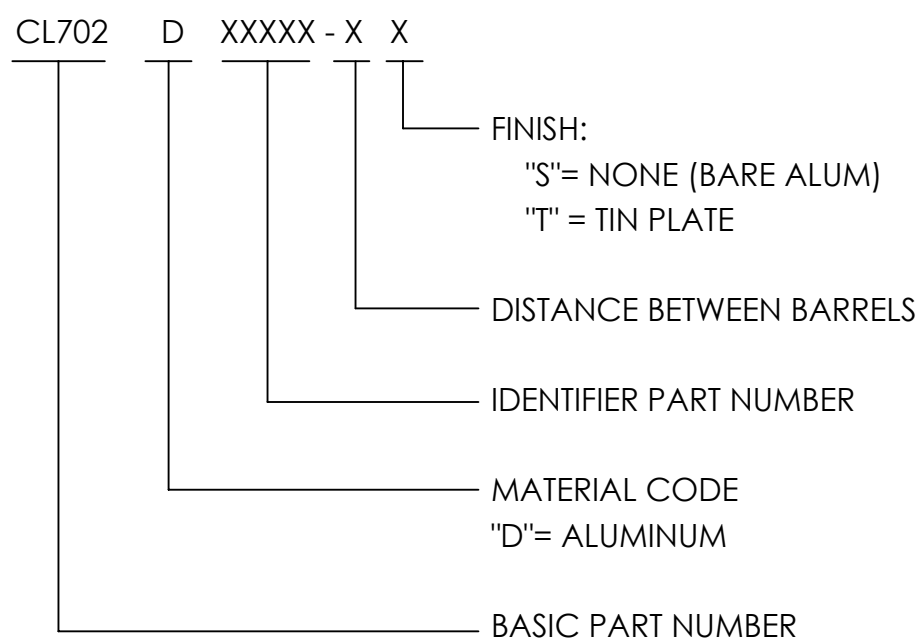 CL702 D XXXXX - X X
FINISH:
"S"= NONE (BARE ALUM)
"T" = TIN PLATE
DISTANCE BETWEEN BARRELS
IDENTIFIER PART NUMBER
MATERIAL CODE
"D"= ALUMINUM
BASIC PART NUMBER